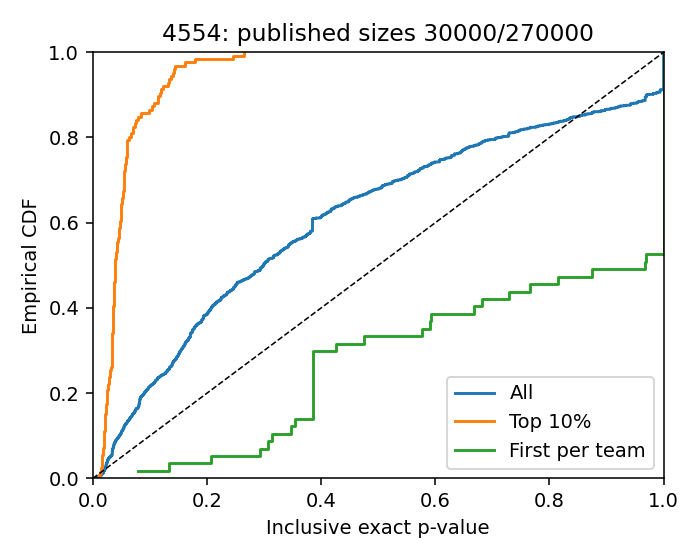 4554: published sizes 30000/270000
Empirical CDF
1.0
0.8
0.6
0.4
0.2
0.0
0.0 0.2 0.4 0.6 0.8 1.0
Inclusive exact p-value
All
Top 10%
First per team